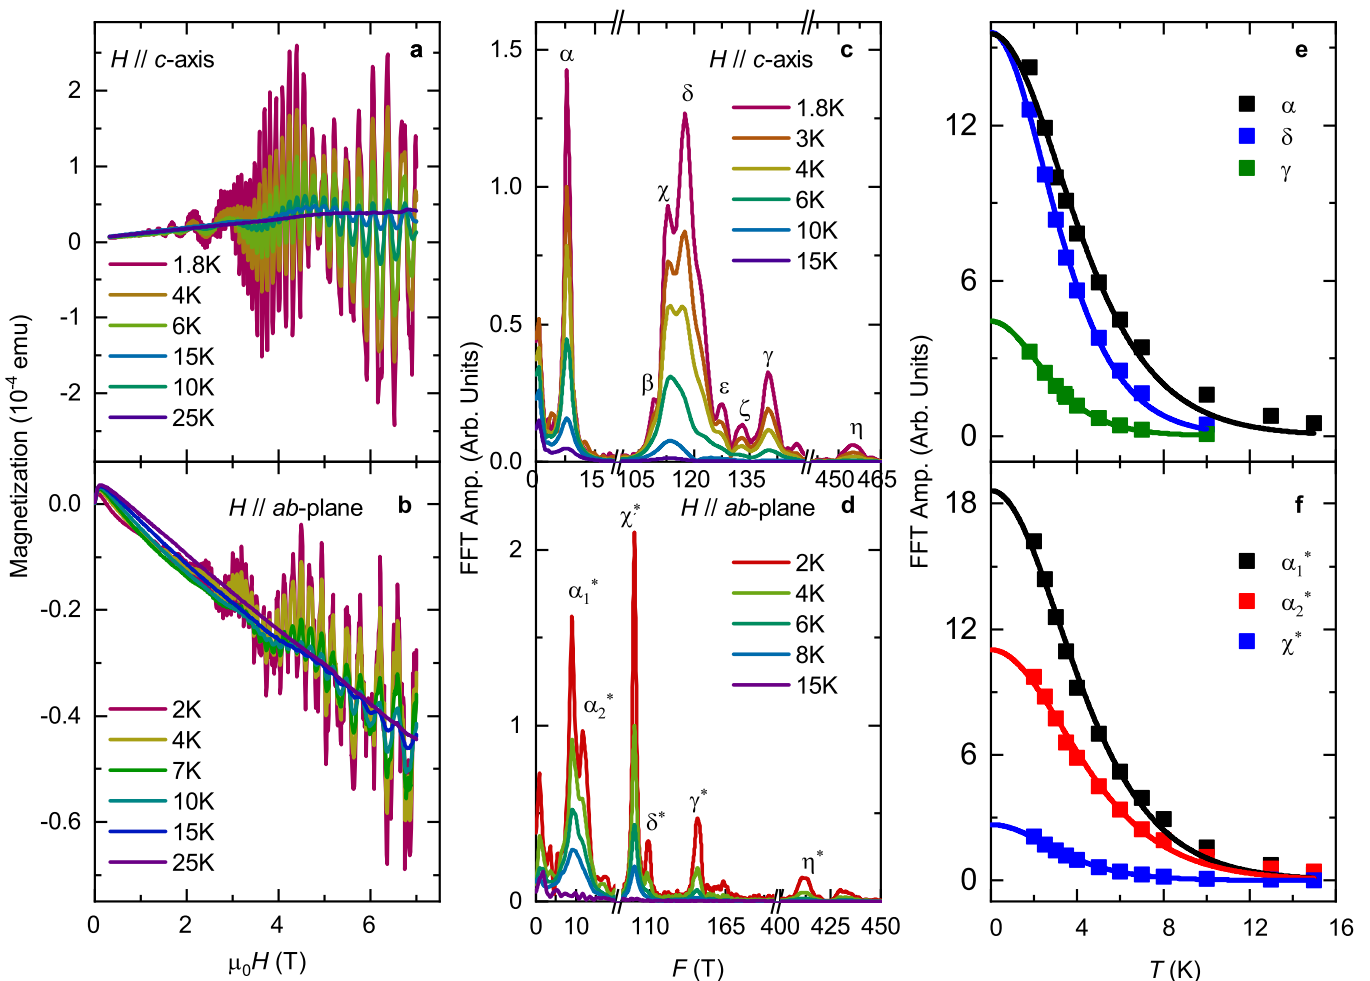 a
H // c-axis
2
1
0
-1
-2
1.8K
4K
6K
15K
10K
25K
Magnetization (10⁻⁴ emu)
b
H // ab-plane
0.0
-0.2
-0.4
-0.6
2K
4K
7K
10K
15K
25K
0 2 4 6
μ₀H (T)
c
H // c-axis
1.5
1.0
0.5
0.0
α
β
χ
δ
ε
ζ
γ
η
1.8K
3K
4K
6K
10K
15K
15 105 120 135 450 465
FFT Amp. (Arb. Units)
d
H // ab-plane
2
1
0
α₁*
α₂*
χ*
δ*
γ*
η*
2K
4K
6K
8K
15K
0 10 110 165 400 425 450
F (T)
e
12
6
0
α
δ
γ
FFT Amp. (Arb. Units)
f
18
12
6
0
α₁*
α₂*
χ*
0 4 8 12 16
T (K)